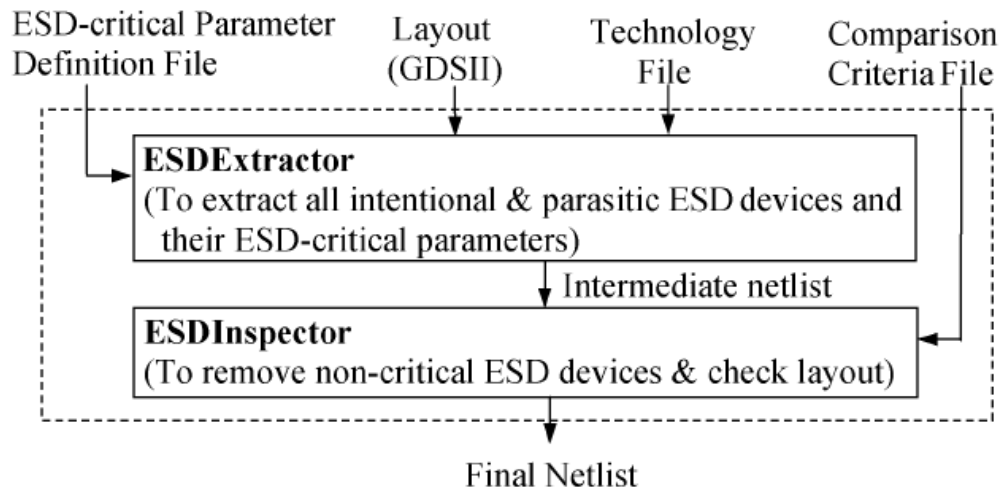 ESD-critical Parameter
Definition File
Layout
(GDSII)
Technology
File
Comparison
Criteria File
ESDExtractor
(To extract all intentional & parasitic ESD devices and
their ESD-critical parameters)
Intermediate netlist
ESDInspector
(To remove non-critical ESD devices & check layout)
Final Netlist